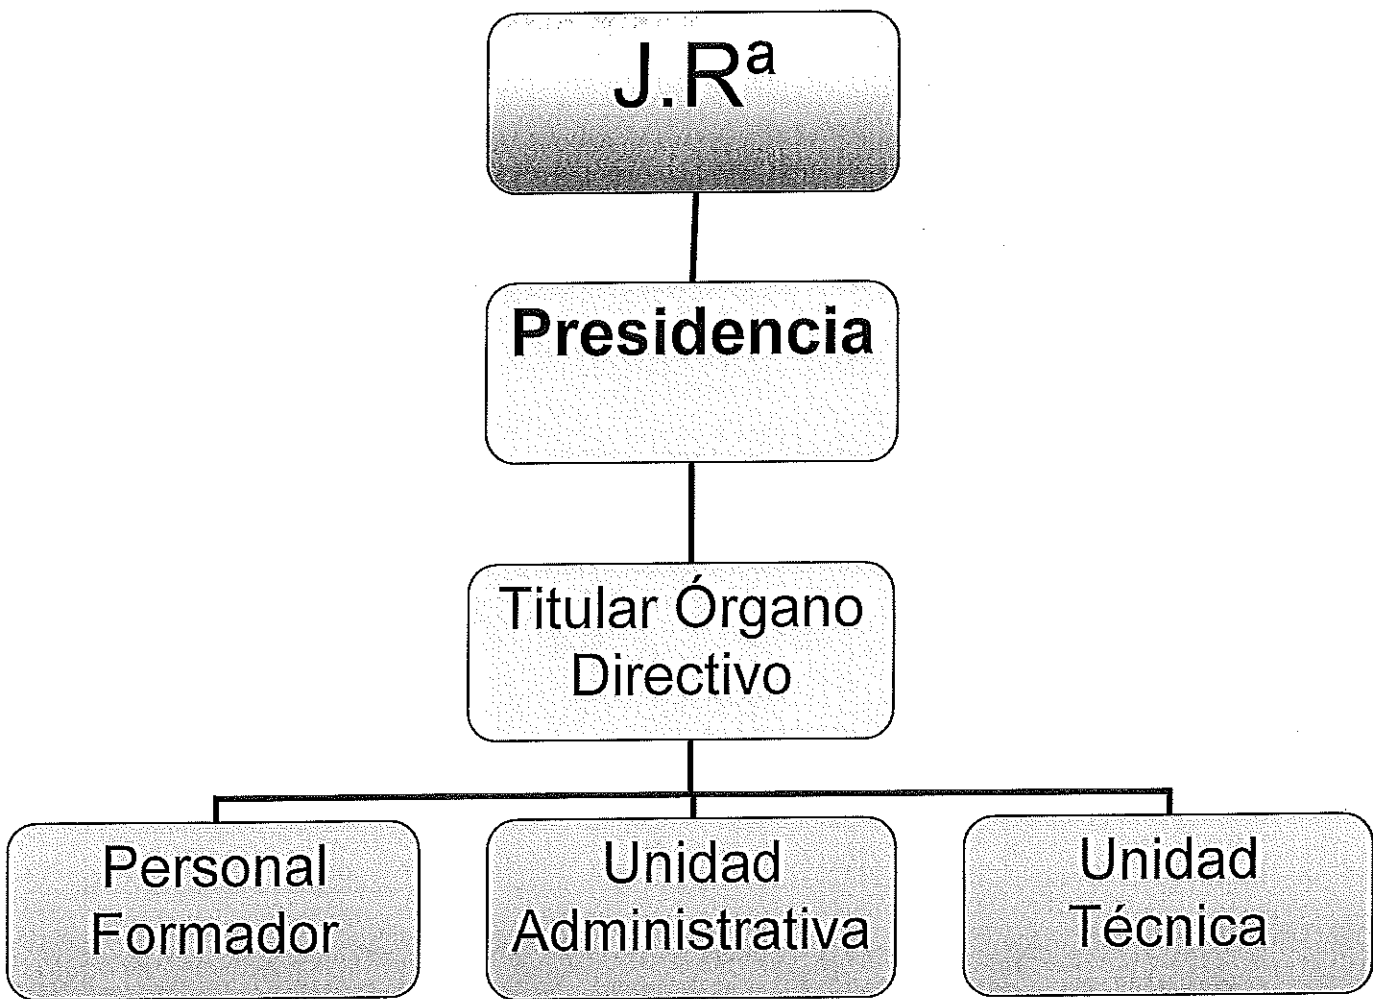 J.Rª
Presidencia
Titular Órgano
Directivo
Personal
Formador
Unidad
Administrativa
Unidad
Técnica